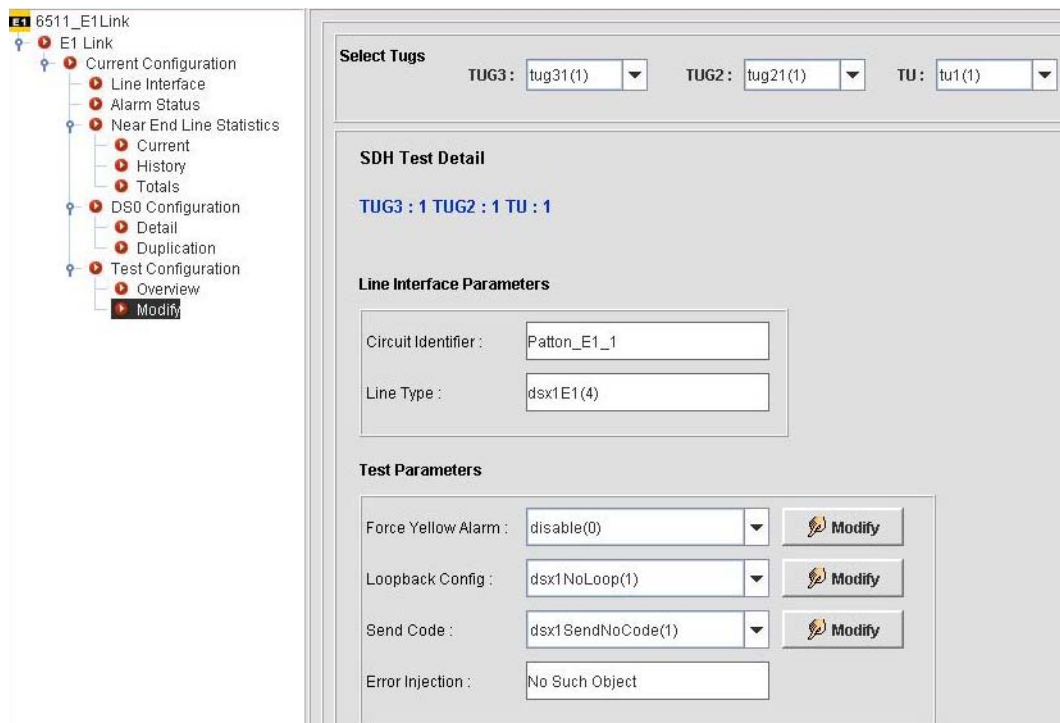 E1 6511_E1Link
E1 Link
Current Configuration
Line Interface
Alarm Status
Near End Line Statistics
Current
History
Totals
DS0 Configuration
Detail
Duplication
Test Configuration
Overview
Modify
Select Tugs
TUG3 : tug31(1) TUG2 : tug21(1) TU : tu1(1)
SDH Test Detail
TUG3 : 1 TUG2 : 1 TU : 1
Line Interface Parameters
Circuit Identifier : Patton_E1_1
Line Type : dsx1E1(4)
Test Parameters
Force Yellow Alarm : disable(0) Modify
Loopback Config : dsx1NoLoop(1) Modify
Send Code : dsx1SendNoCode(1) Modify
Error Injection : No Such Object